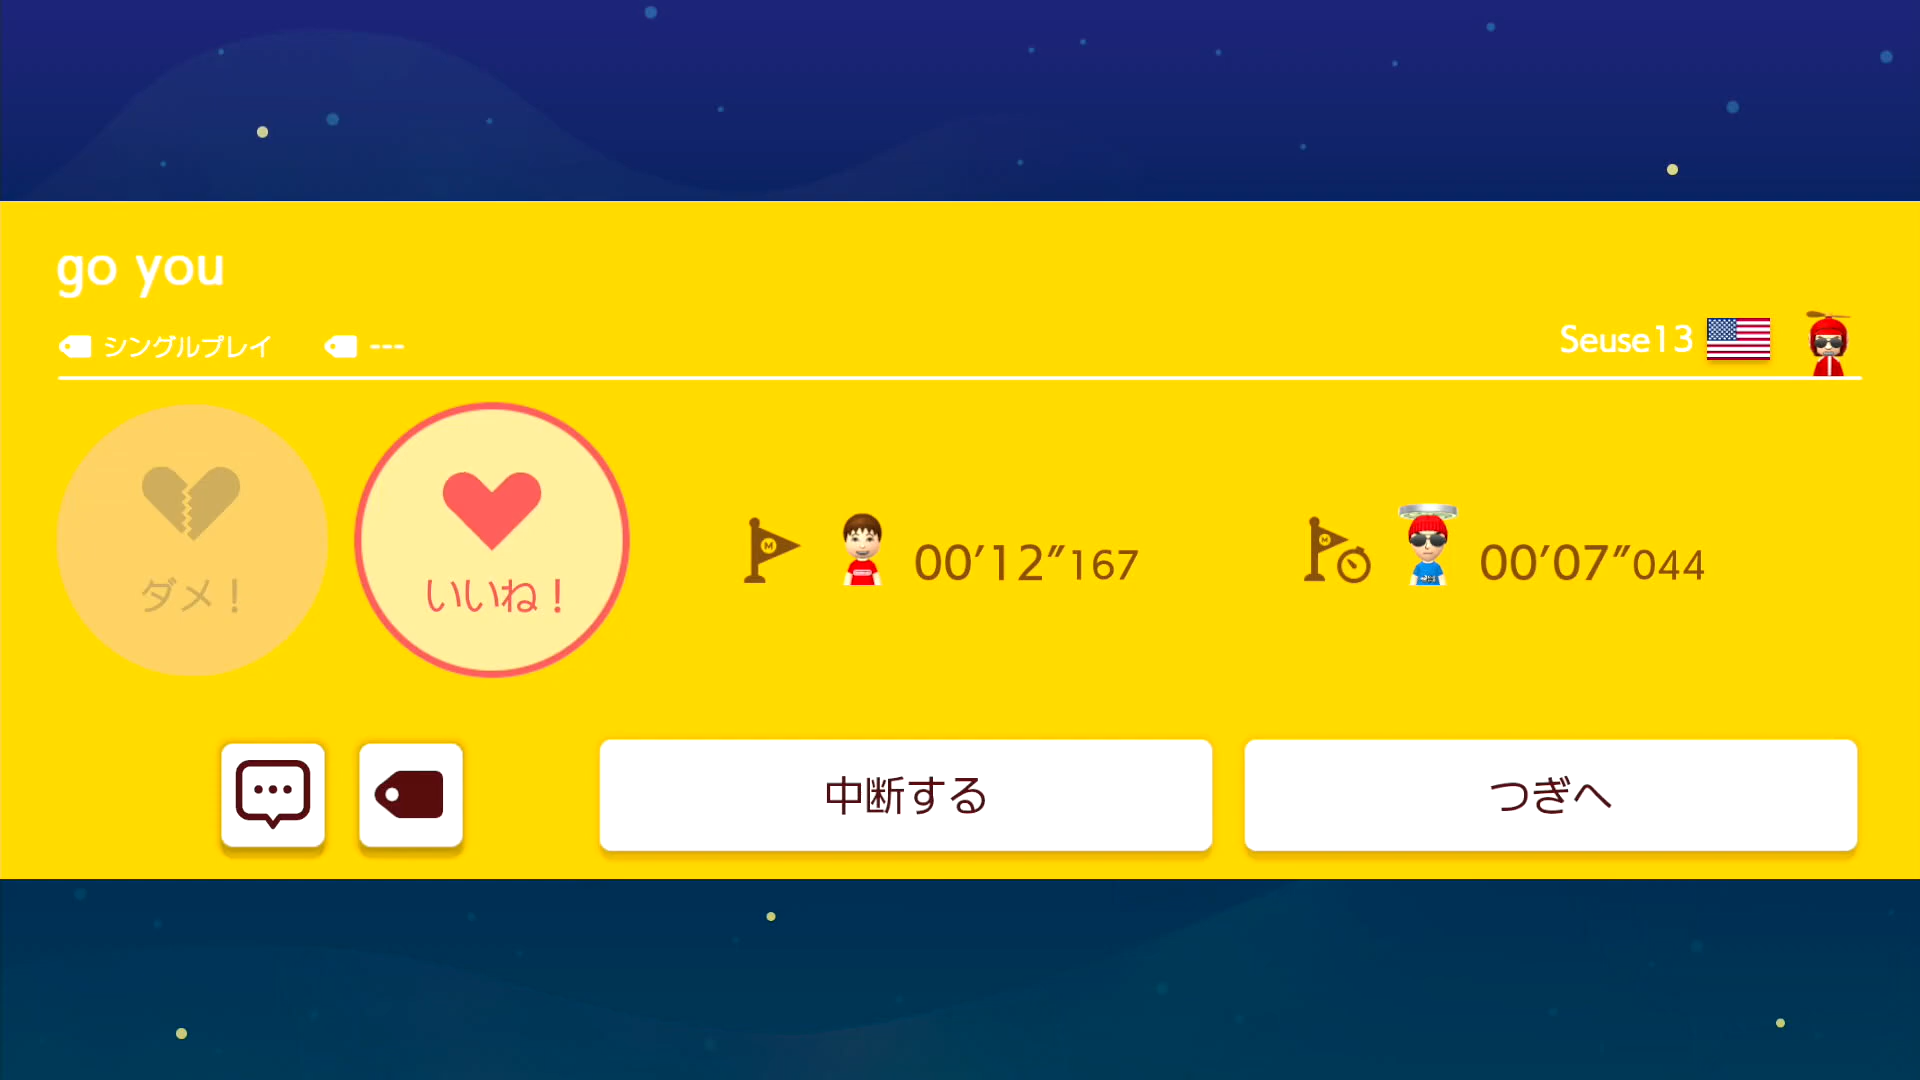 go you
シングルプレイ ---
Seuse13
ダメ！
いいね！
M
00′12″167
M
00′07″044
中断する
つぎへ